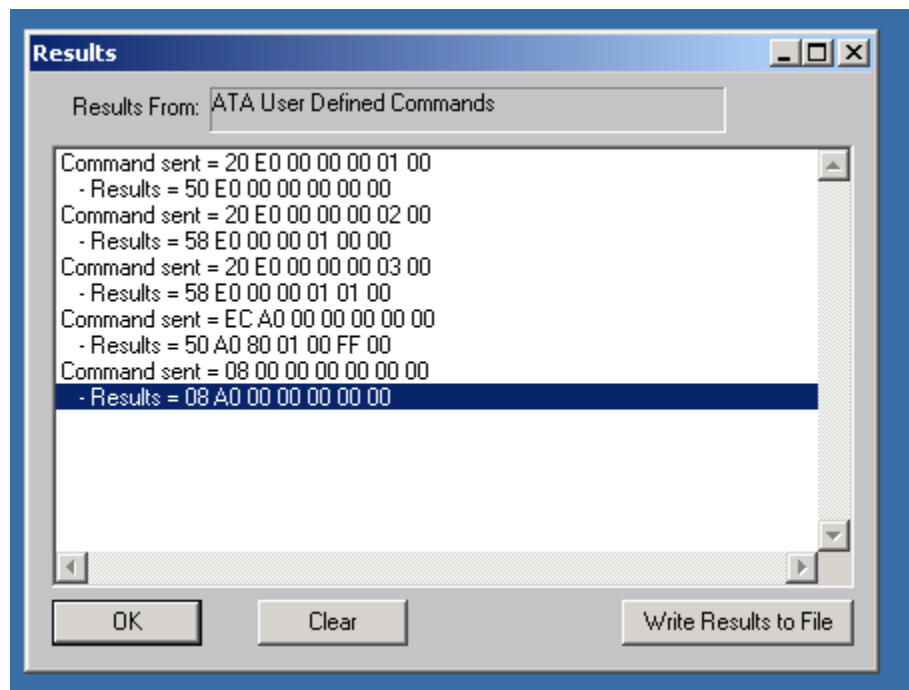 Results
Results From: ATA User Defined Commands
Command sent = 20 E0 00 00 00 01 00
- Results = 50 E0 00 00 00 00 00
Command sent = 20 E0 00 00 00 02 00
- Results = 58 E0 00 00 01 00 00
Command sent = 20 E0 00 00 00 03 00
- Results = 58 E0 00 00 01 01 00
Command sent = EC A0 00 00 00 00 00
- Results = 50 A0 80 01 00 FF 00
Command sent = 08 00 00 00 00 00 00
- Results = 08 A0 00 00 00 00 00
OK Clear Write Results to File